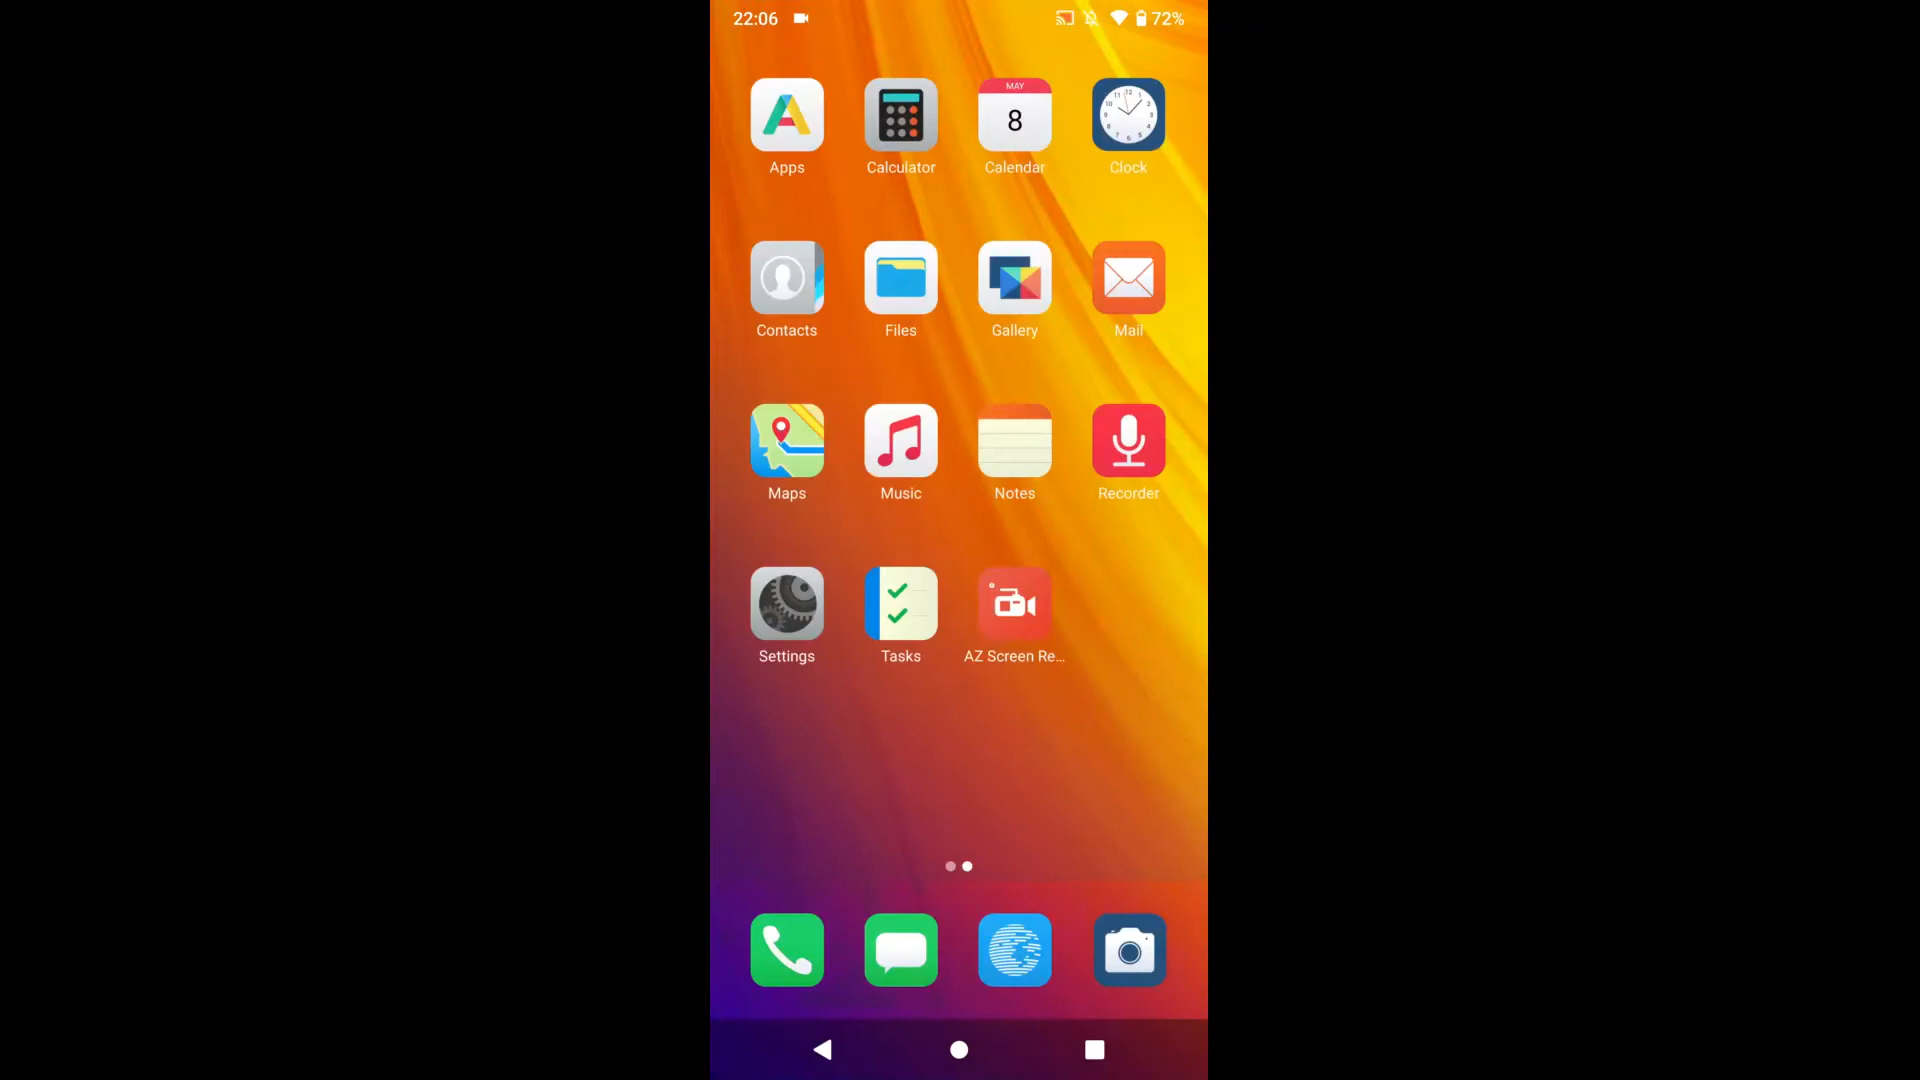 22:06 72%
MAY
8
Apps Calculator Calendar Clock
Contacts Files Gallery Mail
Maps Music Notes Recorder
Settings Tasks AZ Screen Re...